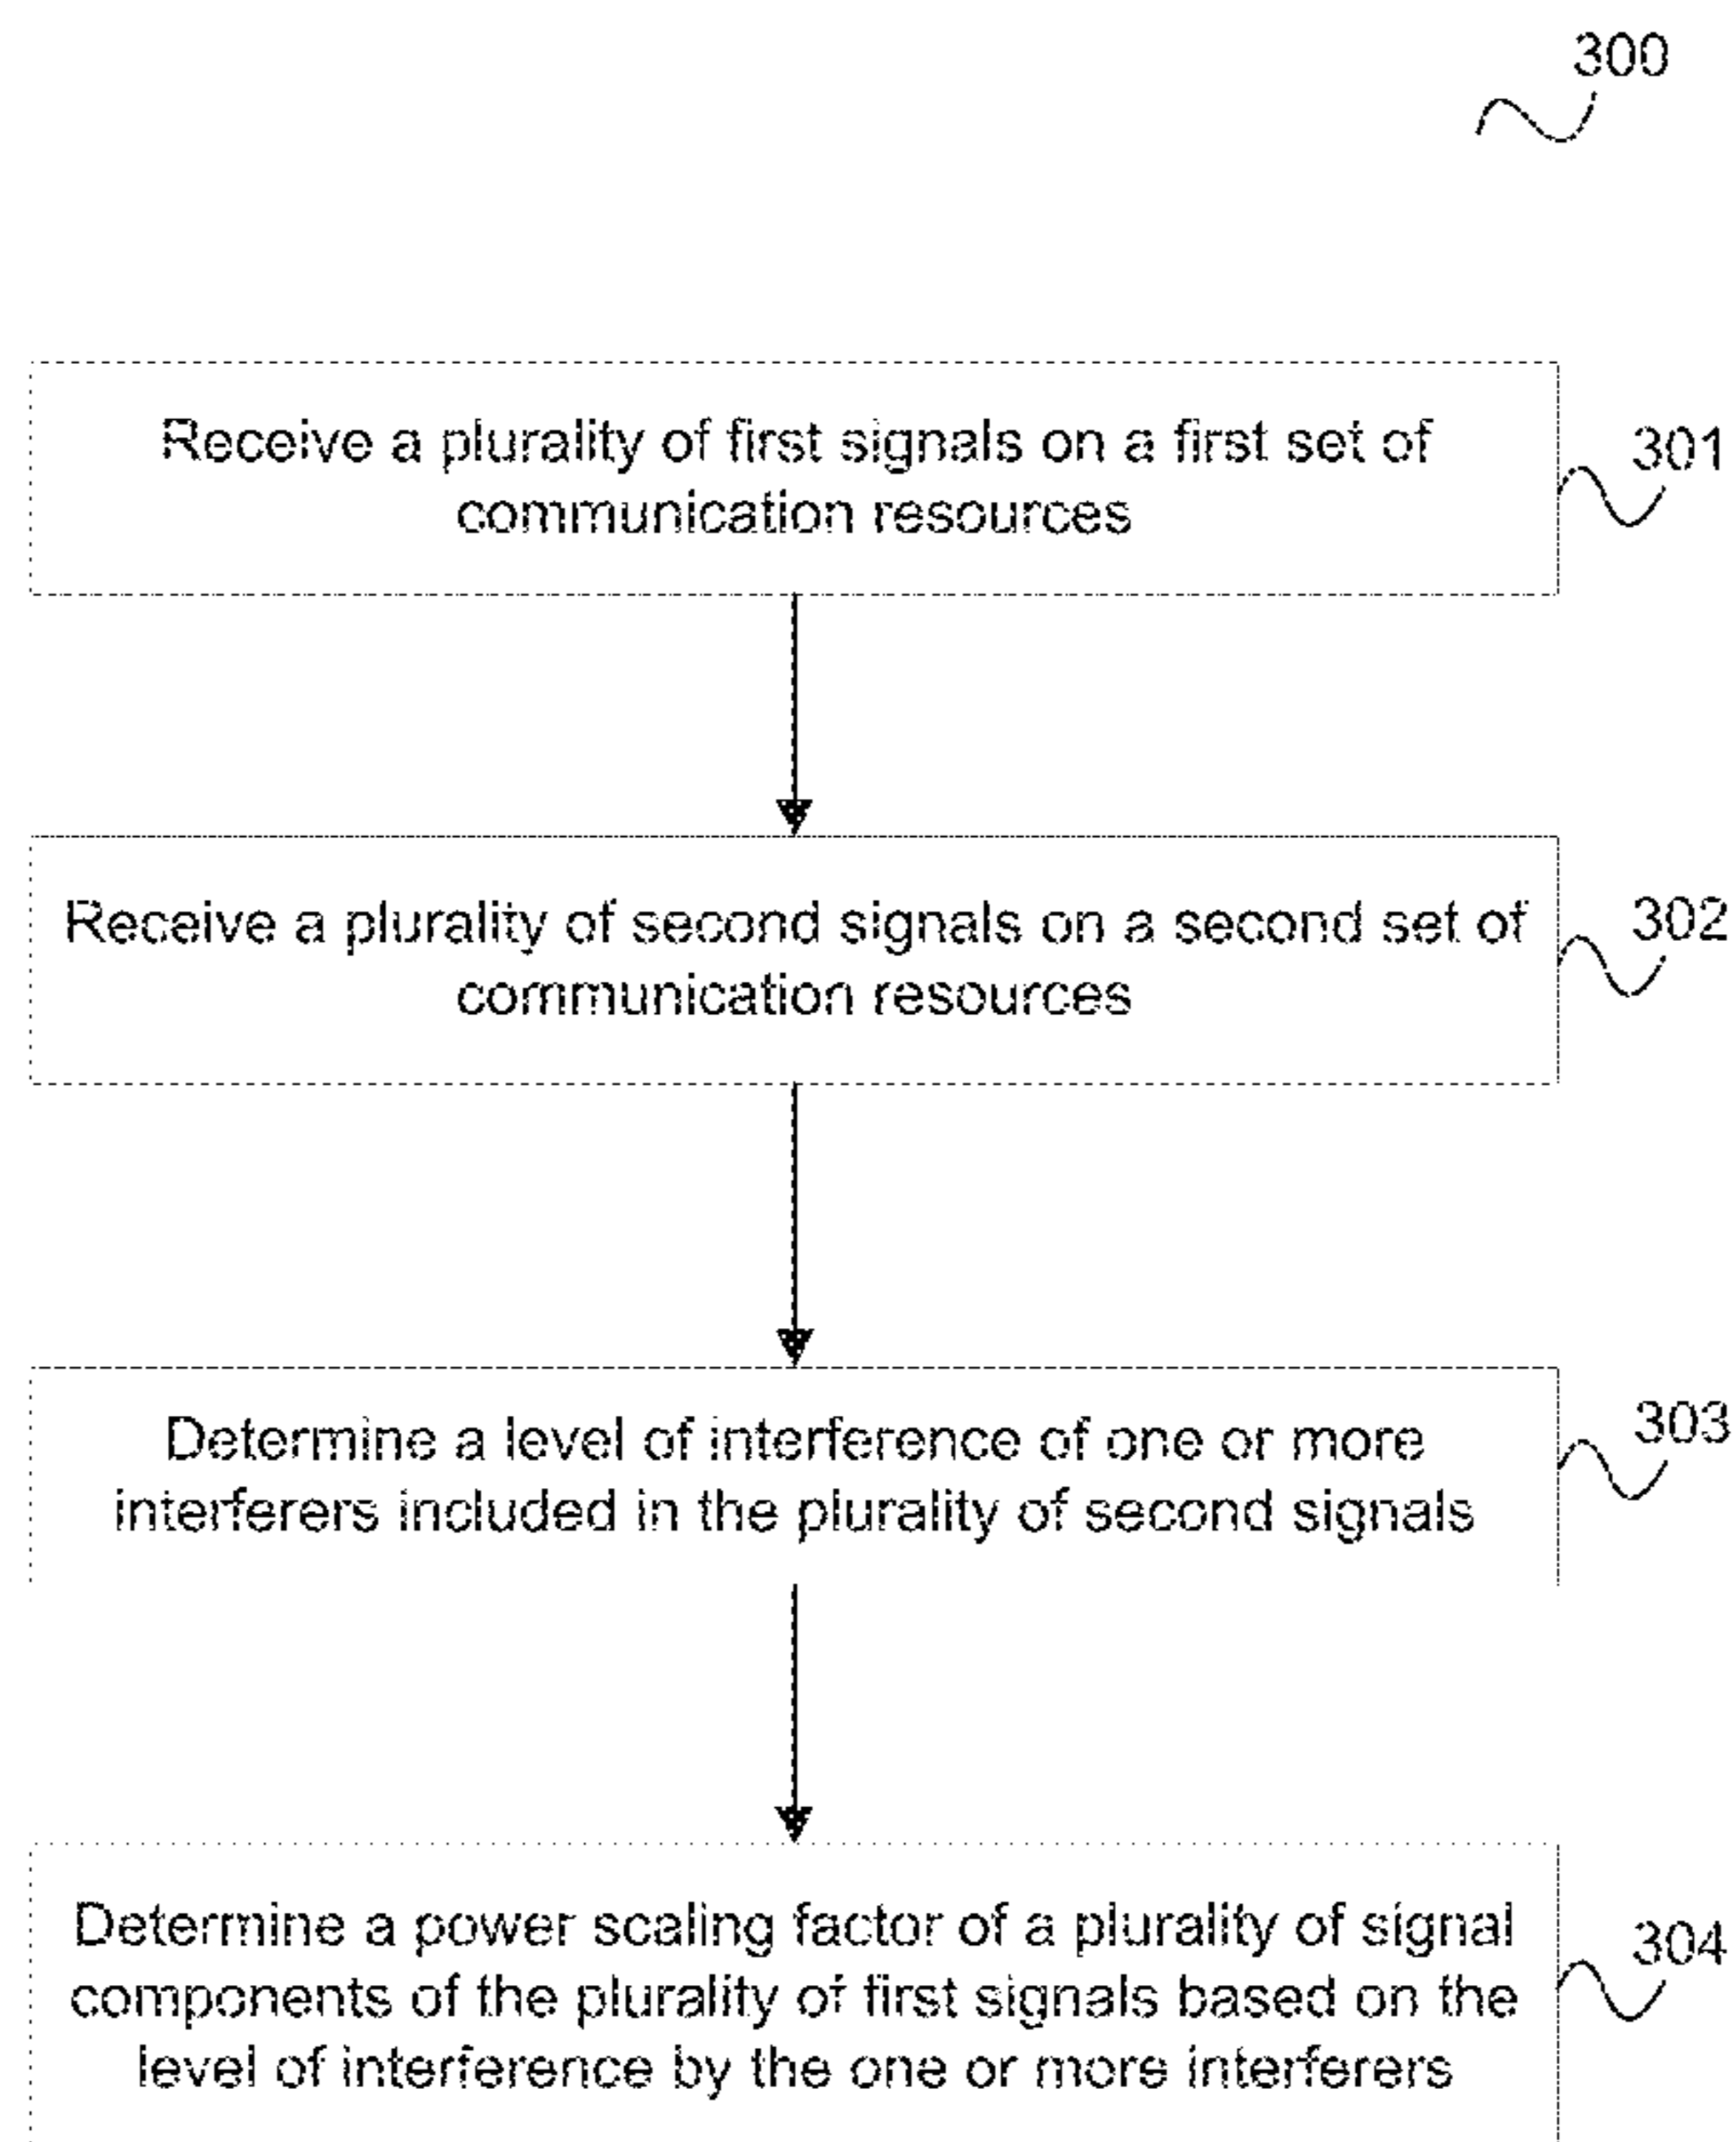 300
Receive a plurality of first signals on a first set of
communication resources
301
Receive a plurality of second signals on a second set of
communication resources
302
Determine a level of interference of one or more
interferers included in the plurality of second signals
303
Determine a power scaling factor of a plurality of signal
components of the plurality of first signals based on the
level of interference by the one or more interferers
304